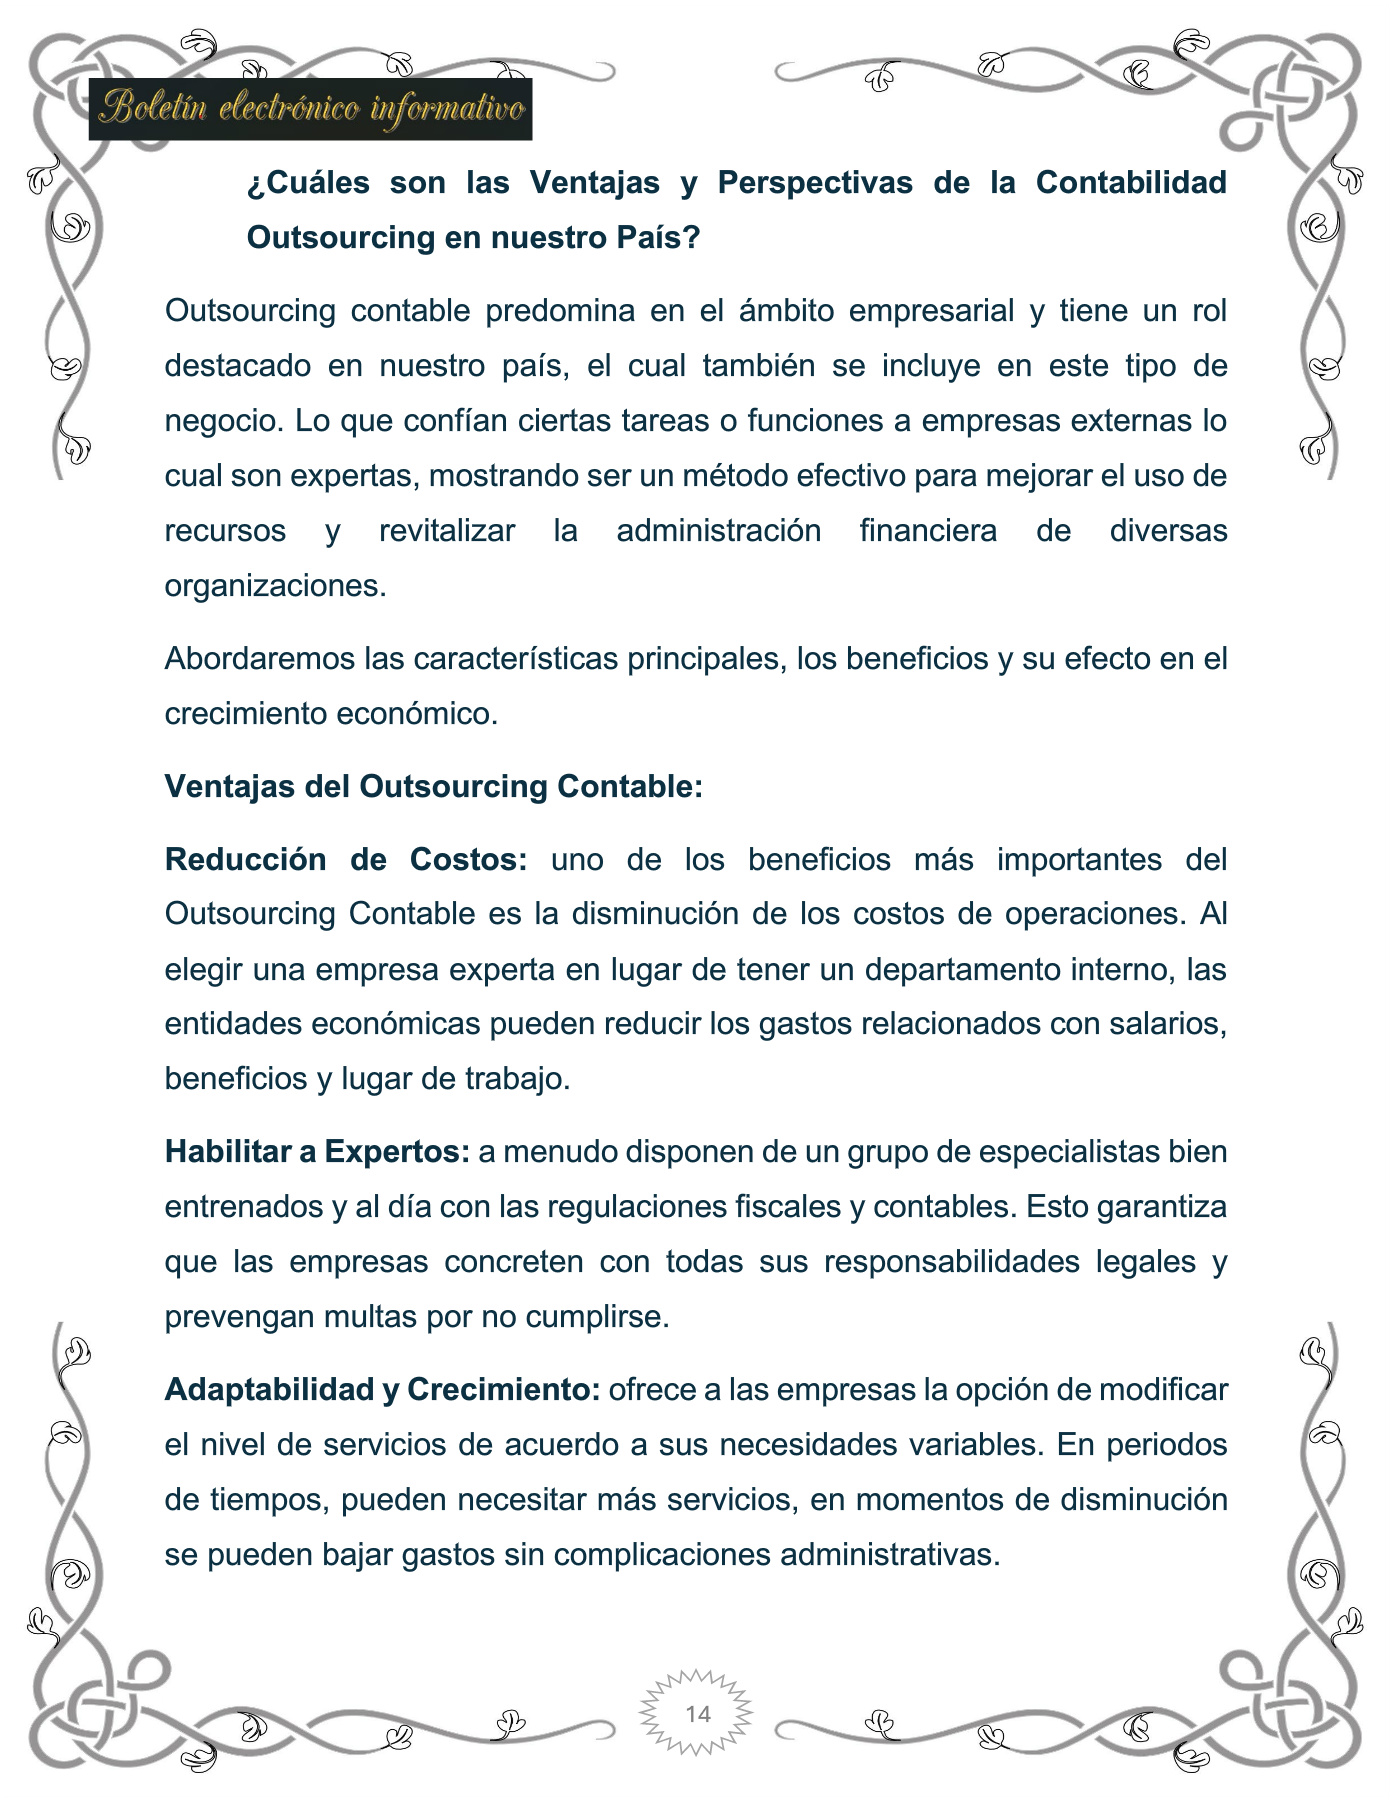 Boletín electrónico informativo
¿Cuáles son las Ventajas y Perspectivas de la Contabilidad
Outsourcing en nuestro País?
Outsourcing contable predomina en el ámbito empresarial y tiene un rol
destacado en nuestro país, el cual también se incluye en este tipo de
negocio. Lo que confían ciertas tareas o funciones a empresas externas lo
cual son expertas, mostrando ser un método efectivo para mejorar el uso de
recursos y revitalizar la administración financiera de diversas
organizaciones.
Abordaremos las características principales, los beneficios y su efecto en el
crecimiento económico.
Ventajas del Outsourcing Contable:
Reducción de Costos: uno de los beneficios más importantes del
Outsourcing Contable es la disminución de los costos de operaciones. Al
elegir una empresa experta en lugar de tener un departamento interno, las
entidades económicas pueden reducir los gastos relacionados con salarios,
beneficios y lugar de trabajo.
Habilitar a Expertos: a menudo disponen de un grupo de especialistas bien
entrenados y al día con las regulaciones fiscales y contables. Esto garantiza
que las empresas concreten con todas sus responsabilidades legales y
prevengan multas por no cumplirse.
Adaptabilidad y Crecimiento: ofrece a las empresas la opción de modificar
el nivel de servicios de acuerdo a sus necesidades variables. En periodos
de tiempos, pueden necesitar más servicios, en momentos de disminución
se pueden bajar gastos sin complicaciones administrativas.
14